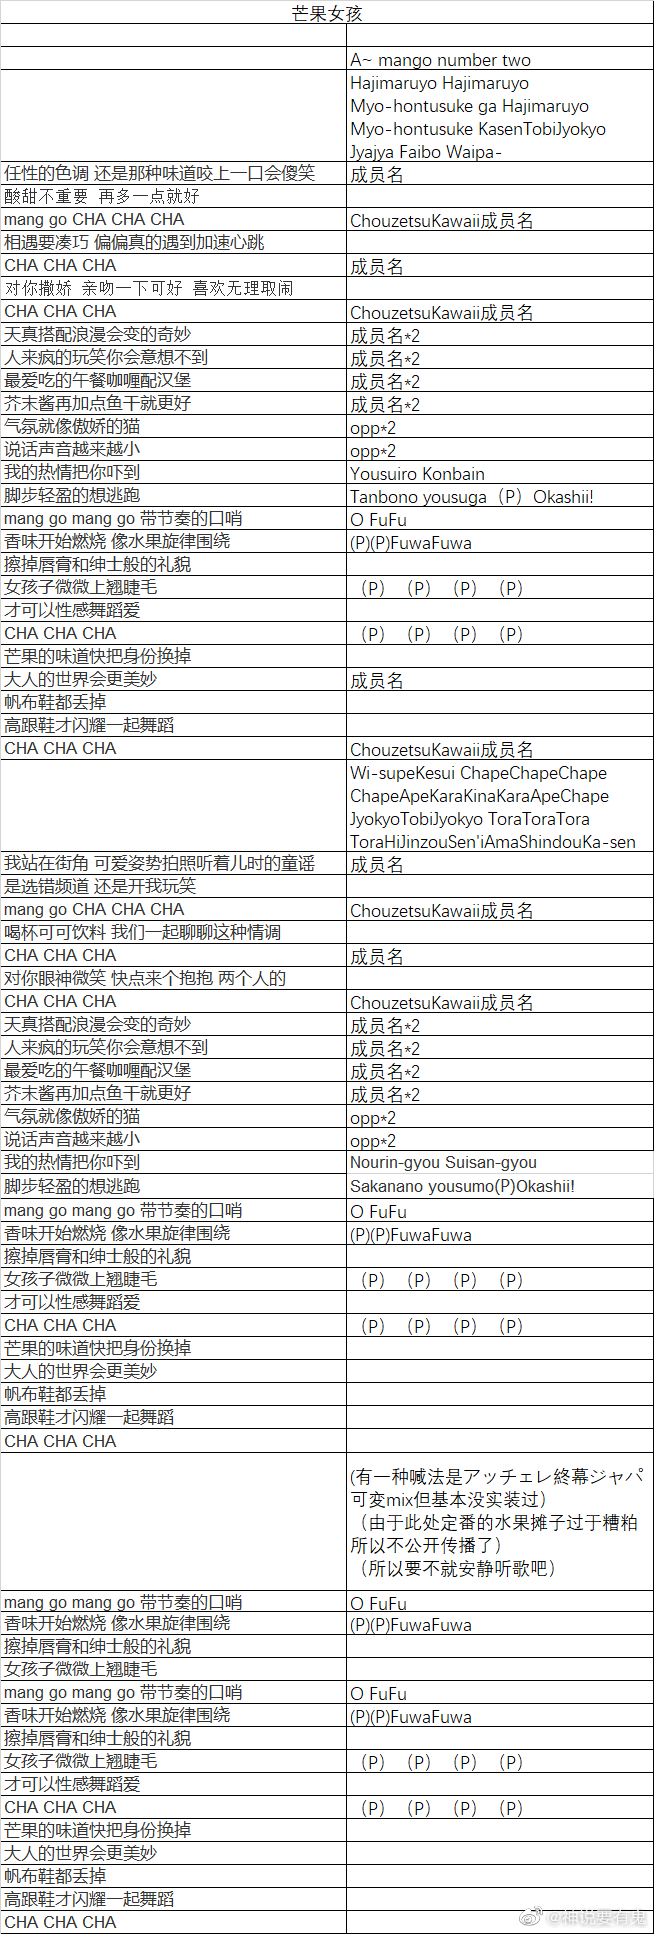 芒果女孩
A~ mango number two
Hajimaruyo Hajimaruyo
Myo-hontusuke ga Hajimaruyo
Myo-hontusuke KasenTobiJyokyo
Jyajya Faibo Waipa-
任性的色调 还是那种味道咬上一口会傻笑 成员名
酸甜不重要 再多一点就好
mang go CHA CHA CHA ChouzetsuKawaii成员名
相遇要凑巧 偏偏真的遇到加速心跳
CHA CHA CHA 成员名
对你撒娇 亲吻一下可好 喜欢无理取闹
CHA CHA CHA ChouzetsuKawaii成员名
天真搭配浪漫会变的奇妙 成员名*2
人来疯的玩笑你会意想不到 成员名*2
最爱吃的午餐咖喱配汉堡 成员名*2
芥末酱再加点鱼干就更好 成员名*2
气氛就像傲娇的猫 opp*2
说话声音越来越小 opp*2
我的热情把你吓到 Yousuiro Konbain
脚步轻盈的想逃跑 Tanbono yousuga（P）Okashii!
mang go mang go 带节奏的口哨 O FuFu
香味开始燃烧 像水果旋律围绕 (P)(P)FuwaFuwa
擦掉唇膏和绅士般的礼貌
女孩子微微上翘睫毛 （P）（P）（P）（P）
才可以性感舞蹈爱
CHA CHA CHA （P）（P）（P）（P）
芒果的味道快把身份换掉
大人的世界会更美妙 成员名
帆布鞋都丢掉
高跟鞋才闪耀一起舞蹈
CHA CHA CHA ChouzetsuKawaii成员名
Wi-supeKesui ChapeChapeChape
ChapeApeKaraKinaKaraApeChape
JyokyoTobiJyokyo ToraToraTora
ToraHiJinzouSen'iAmaShindouKa-sen
我站在街角 可爱姿势拍照听着儿时的童谣 成员名
是选错频道 还是开我玩笑
mang go CHA CHA CHA ChouzetsuKawaii成员名
喝杯可可饮料 我们一起聊聊这种情调
CHA CHA CHA 成员名
对你眼神微笑 快点来个抱抱 两个人的
CHA CHA CHA ChouzetsuKawaii成员名
天真搭配浪漫会变的奇妙 成员名*2
人来疯的玩笑你会意想不到 成员名*2
最爱吃的午餐咖喱配汉堡 成员名*2
芥末酱再加点鱼干就更好 成员名*2
气氛就像傲娇的猫 opp*2
说话声音越来越小 opp*2
我的热情把你吓到 Nourin-gyou Suisan-gyou
脚步轻盈的想逃跑 Sakanano yousumo(P)Okashii!
mang go mang go 带节奏的口哨 O FuFu
香味开始燃烧 像水果旋律围绕 (P)(P)FuwaFuwa
擦掉唇膏和绅士般的礼貌
女孩子微微上翘睫毛 （P）（P）（P）（P）
才可以性感舞蹈爱
CHA CHA CHA （P）（P）（P）（P）
芒果的味道快把身份换掉
大人的世界会更美妙
帆布鞋都丢掉
高跟鞋才闪耀一起舞蹈
CHA CHA CHA
(有一种喊法是アッチェレ終幕ジャパ
可变mix但基本没实装过）
（由于此处定番的水果摊子过于糟粕
所以不公开传播了）
（所以要不就安静听歌吧）
mang go mang go 带节奏的口哨 O FuFu
香味开始燃烧 像水果旋律围绕 (P)(P)FuwaFuwa
擦掉唇膏和绅士般的礼貌
女孩子微微上翘睫毛
mang go mang go 带节奏的口哨 O FuFu
香味开始燃烧 像水果旋律围绕 (P)(P)FuwaFuwa
擦掉唇膏和绅士般的礼貌
女孩子微微上翘睫毛 （P）（P）（P）（P）
才可以性感舞蹈爱
CHA CHA CHA （P）（P）（P）（P）
芒果的味道快把身份换掉
大人的世界会更美妙
帆布鞋都丢掉
高跟鞋才闪耀一起舞蹈
CHA CHA CHA
@神说要有鬼